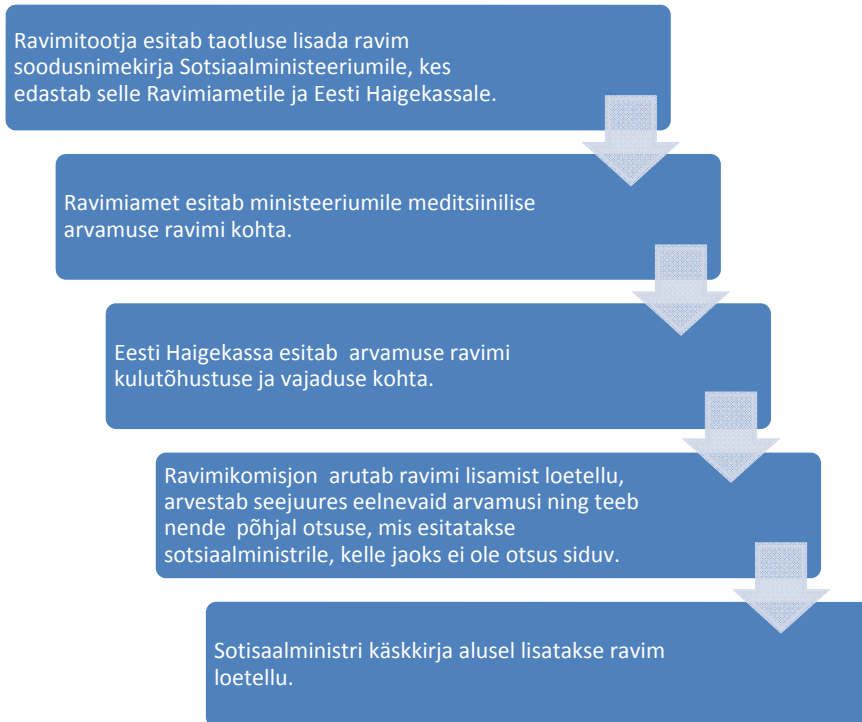 Ravimitootja esitab taotluse lisada ravim
soodusnimekirja Sotsiaalministeeriumile, kes
edastab selle Ravimiametile ja Eesti Haigekassale.
Ravimiamet esitab ministeeriumile meditsiinilise
arvamuse ravimi kohta.
Eesti Haigekassa esitab arvamuse ravimi
kulutõhustuse ja vajaduse kohta.
Ravimikomisjon arutab ravimi lisamist loetellu,
arvestab seejuures eelnevaid arvamusi ning teeb
nende põhjal otsuse, mis esitatakse
sotsiaalministrile, kelle jaoks ei ole otsus siduv.
Sotisaalministri käskkirja alusel lisatakse ravim
loetellu.